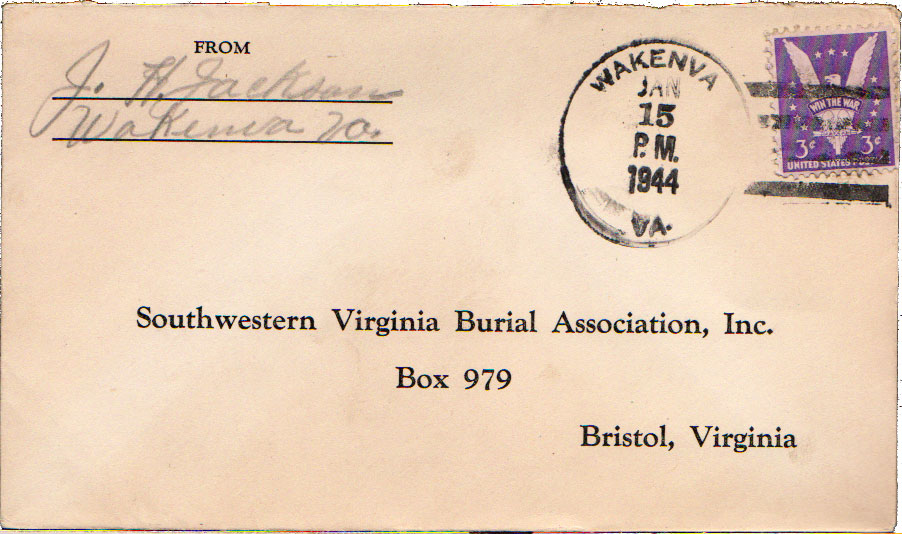 FROM
J. H. Jackson
Wakenva Va.
WAKENVA
JAN
15
P.M.
1944
VA.
WIN THE WAR
3¢ 3¢
UNITED STATES
Southwestern Virginia Burial Association, Inc.
Box 979
Bristol, Virginia